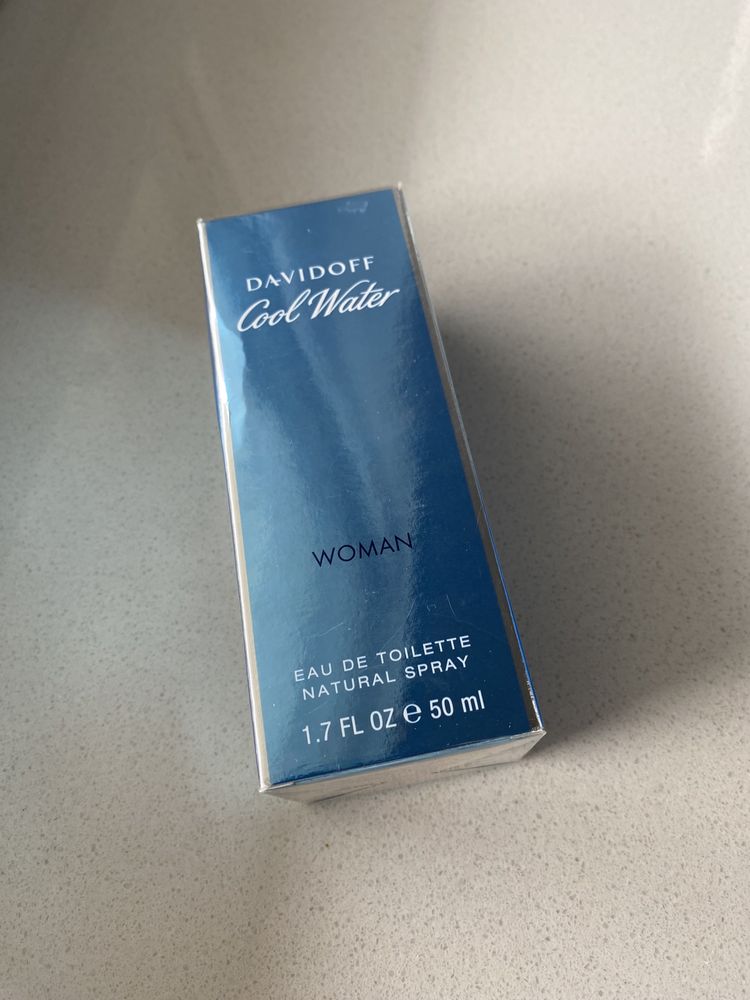 DAVIDOFF
Cool Water
WOMAN
EAU DE TOILETTE
NATURAL SPRAY
1.7 FL OZ ℮ 50 ml